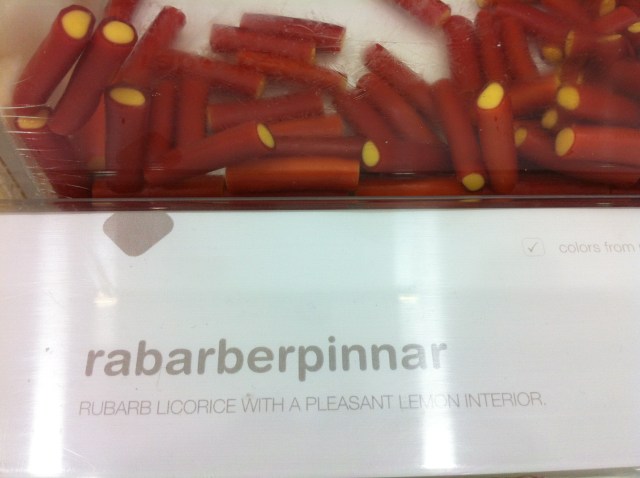 colors from
rabarberpinnar
RUBARB LICORICE WITH A PLEASANT LEMON INTERIOR.